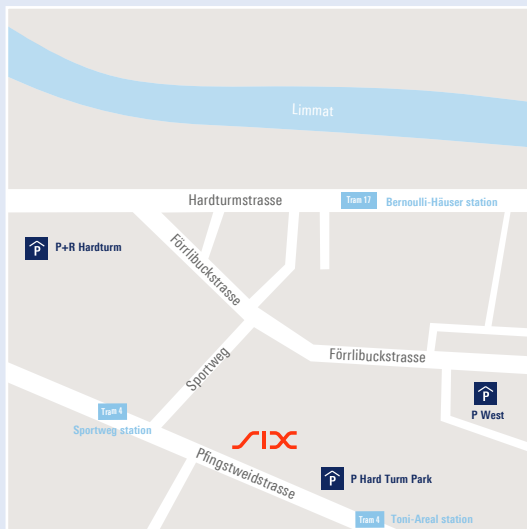 Limmat
Hardturmstrasse
Tram 17
Bernoulli-Häuser station
P
P+R Hardturm
Förrlibuckstrasse
Förrlibuckstrasse
Sportweg
P
P West
Tram 4
Sportweg station
SIX
Pfingstweidstrasse
P
P Hard Turm Park
Tram 4
Toni-Areal station